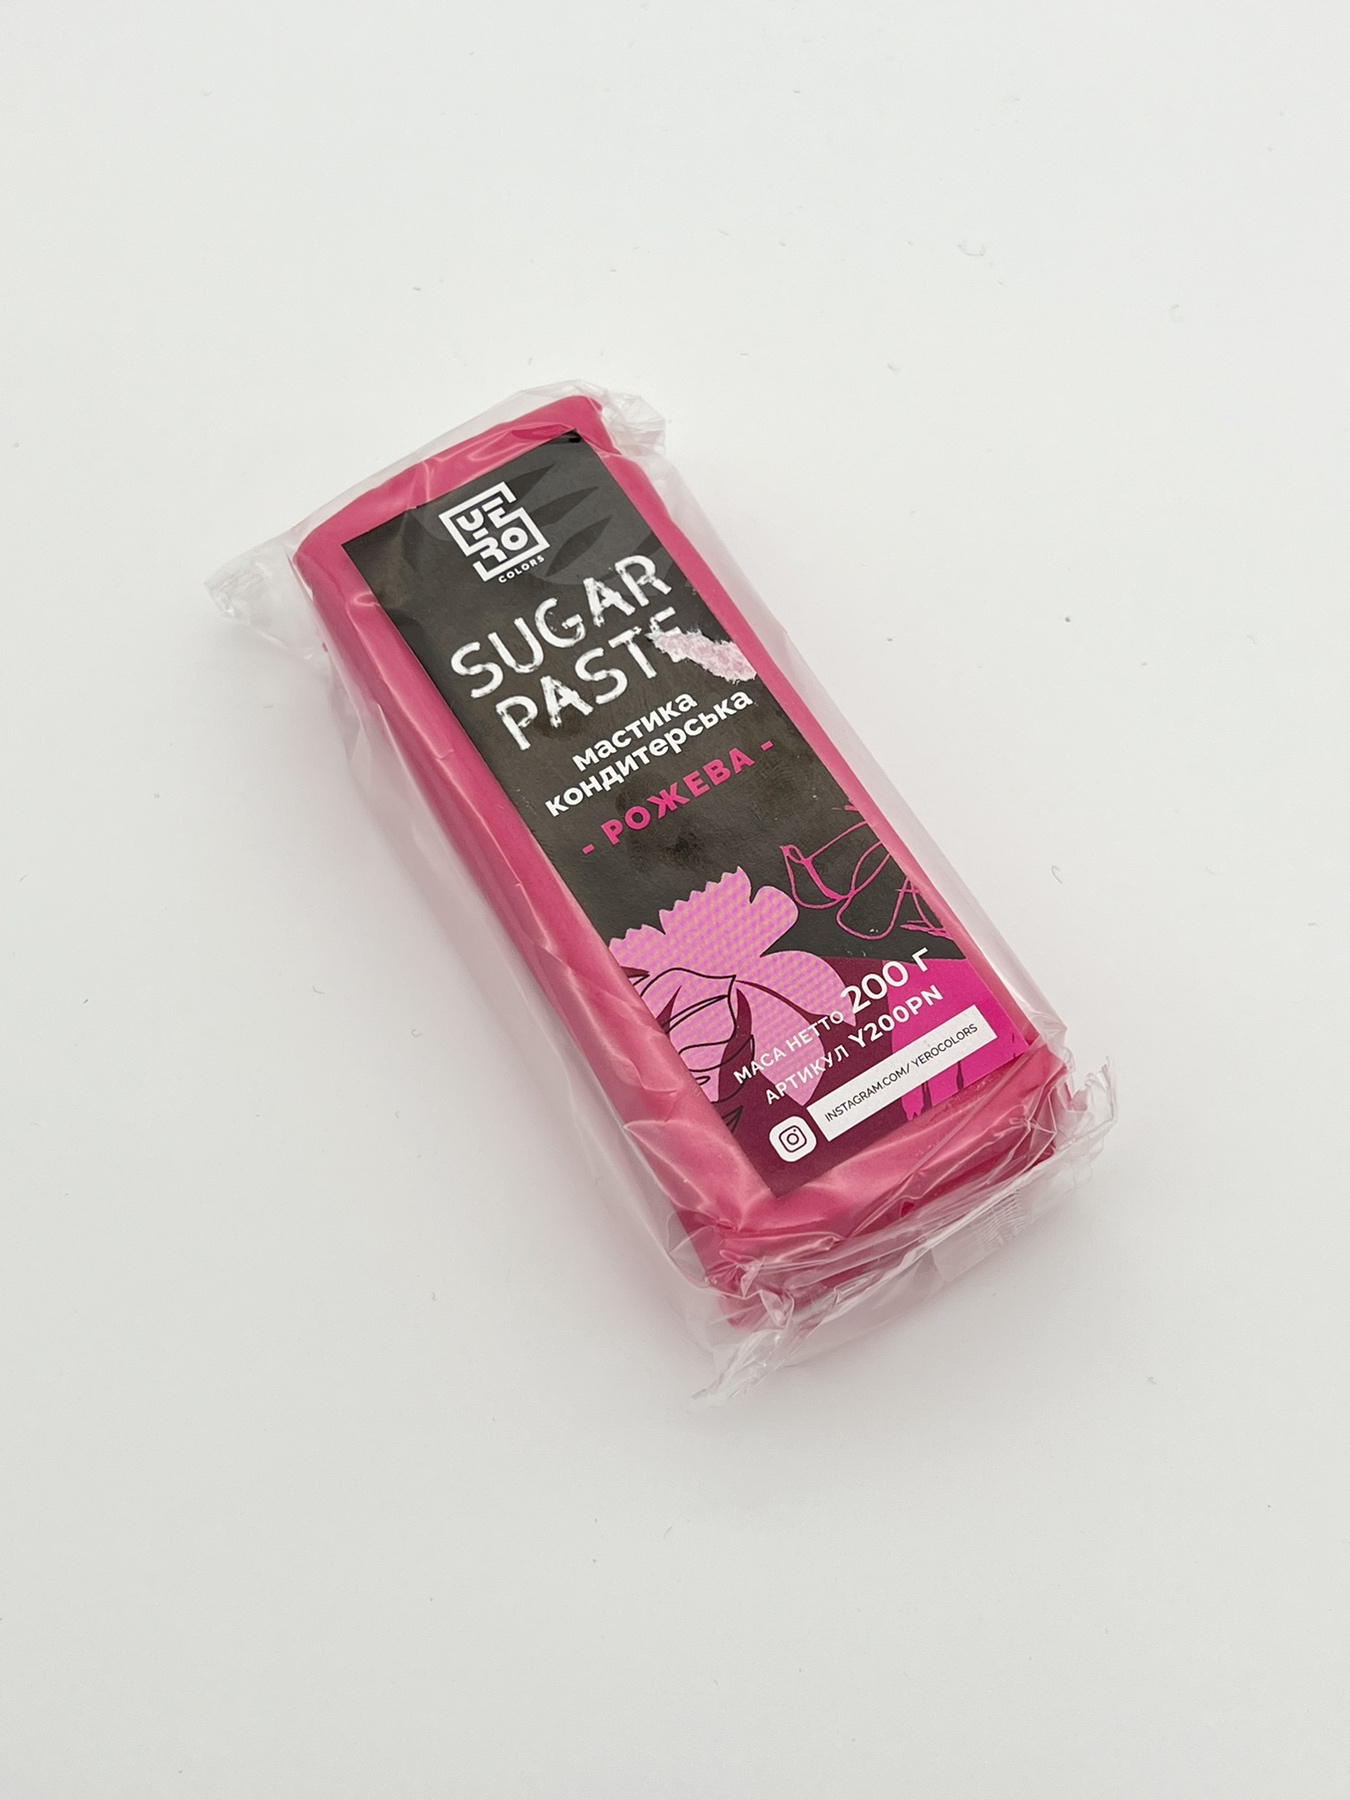 YERO
COLORS
SUGAR
PASTE
мастика
кондитерська
- РОЖЕВА -
МАСА НЕТТО 200 г
АРТИКУЛ Y200PN
INSTAGRAM.COM/YEROCOLORS